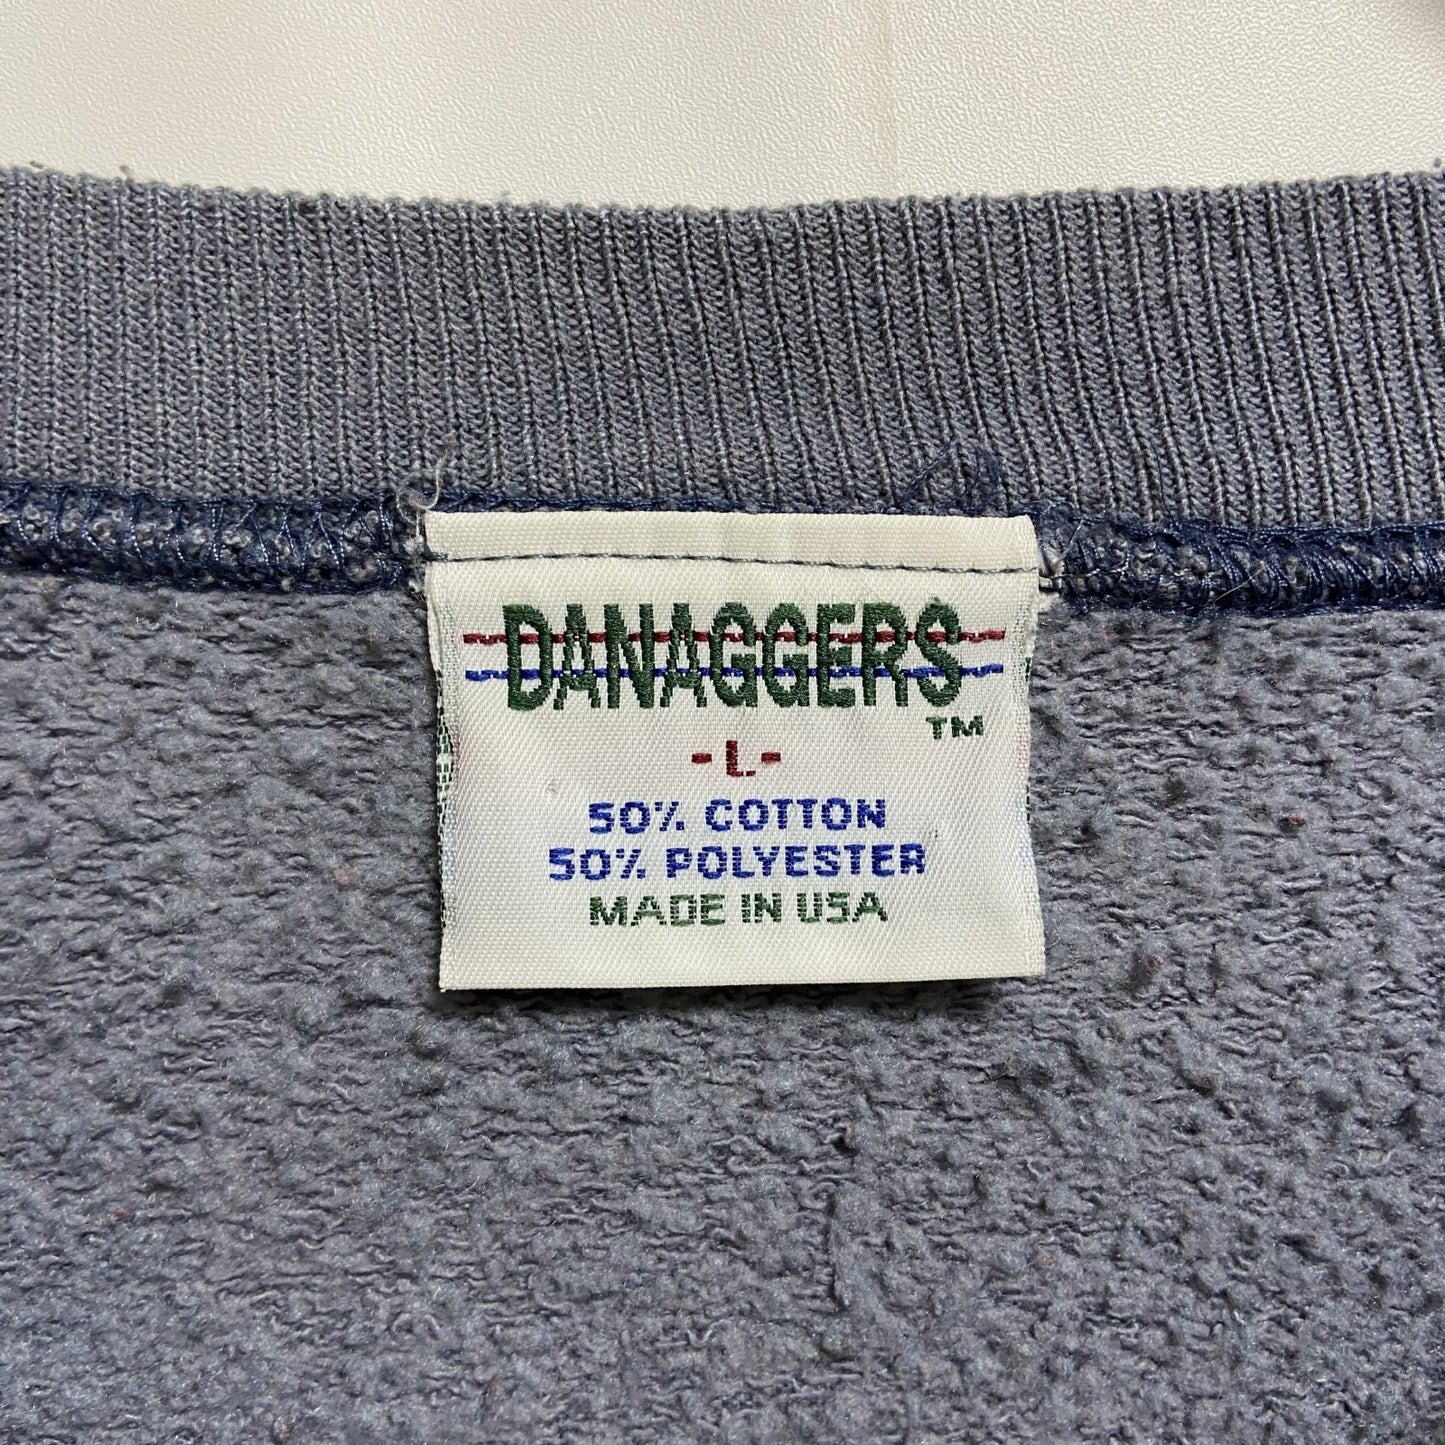 DANAGGERS
TM
-L-
50% COTTON
50% POLYESTER
MADE IN USA